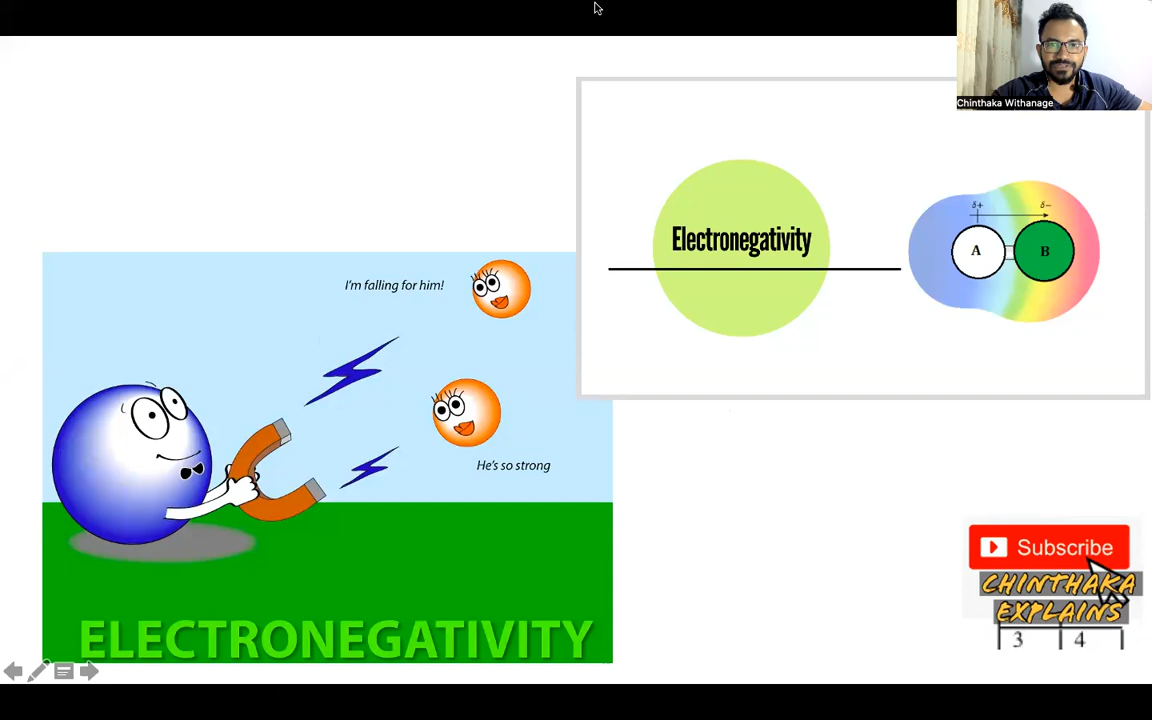 Chinthaka Withanage
Electronegativity
δ+
δ−
A
B
I'm falling for him!
He's so strong
ELECTRONEGATIVITY
Subscribe
CHINTHAKA
EXPLAINS
3 4